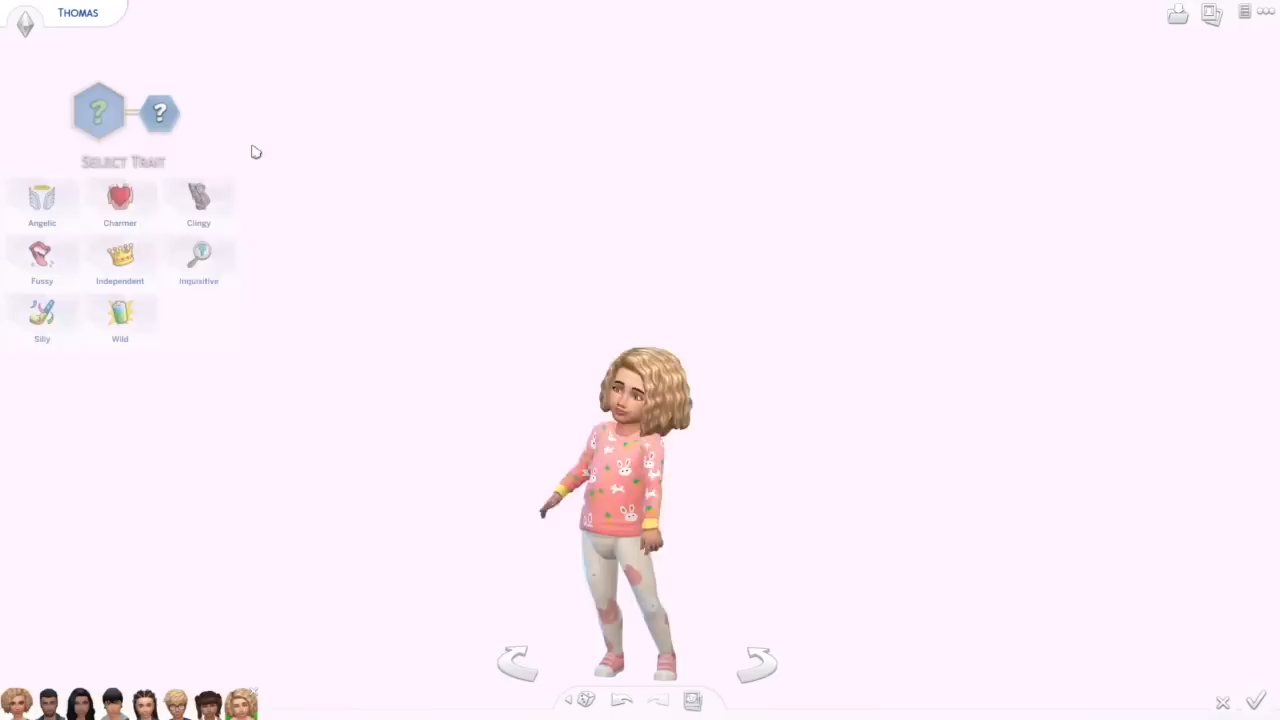 THOMAS
? ?
SELECT TRAIT
Angelic Charmer Clingy
Fussy Independent Inquisitive
Silly Wild